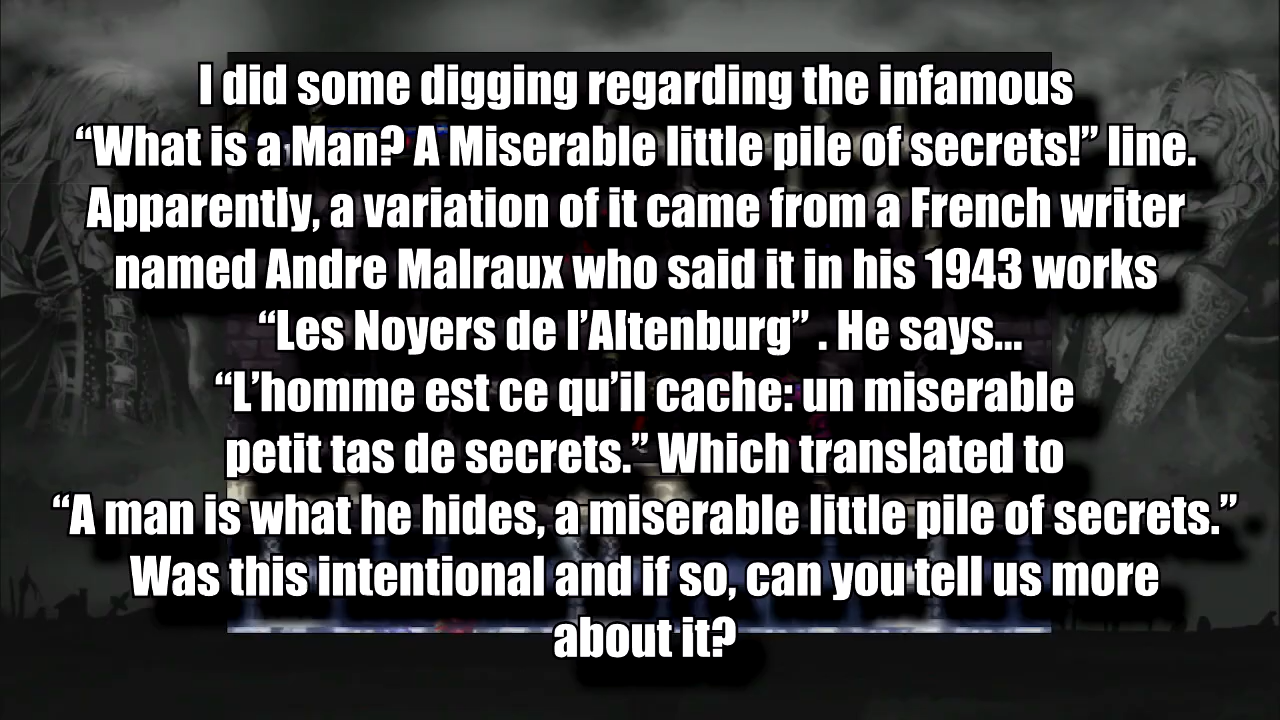 I did some digging regarding the infamous
“What is a Man? A Miserable little pile of secrets!” line.
Apparently, a variation of it came from a French writer
named Andre Malraux who said it in his 1943 works
“Les Noyers de l’Altenburg” . He says...
“L’homme est ce qu’il cache: un miserable
petit tas de secrets.” Which translated to
“A man is what he hides, a miserable little pile of secrets.”
Was this intentional and if so, can you tell us more
about it?